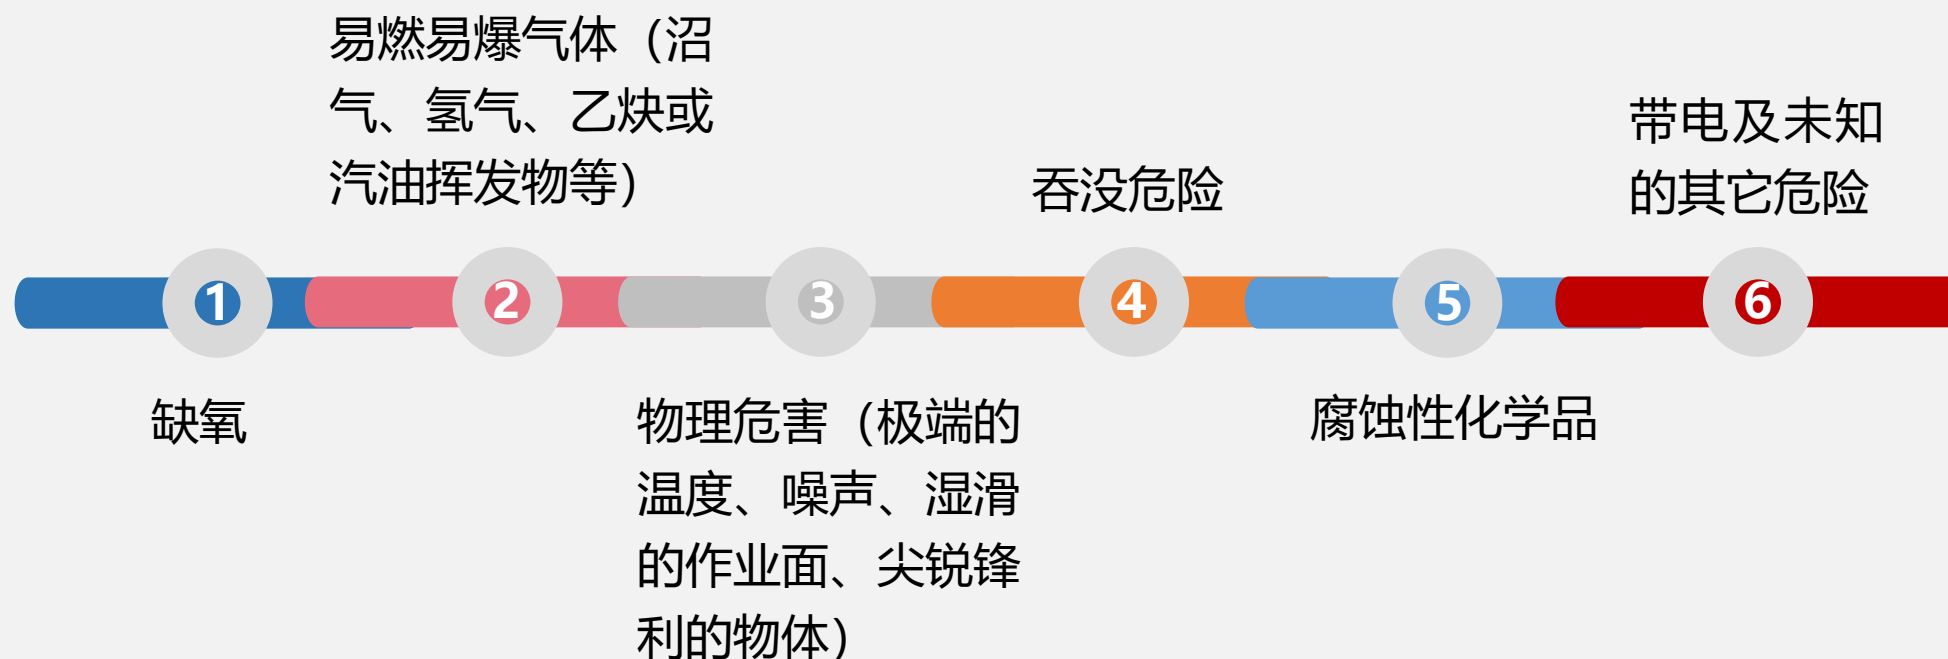 1
缺氧
2
易燃易爆气体（沼
气、氢气、乙炔或
汽油挥发物等）
3
物理危害（极端的
温度、噪声、湿滑
的作业面、尖锐锋
利的物体）
4
吞没危险
5
腐蚀性化学品
6
带电及未知
的其它危险